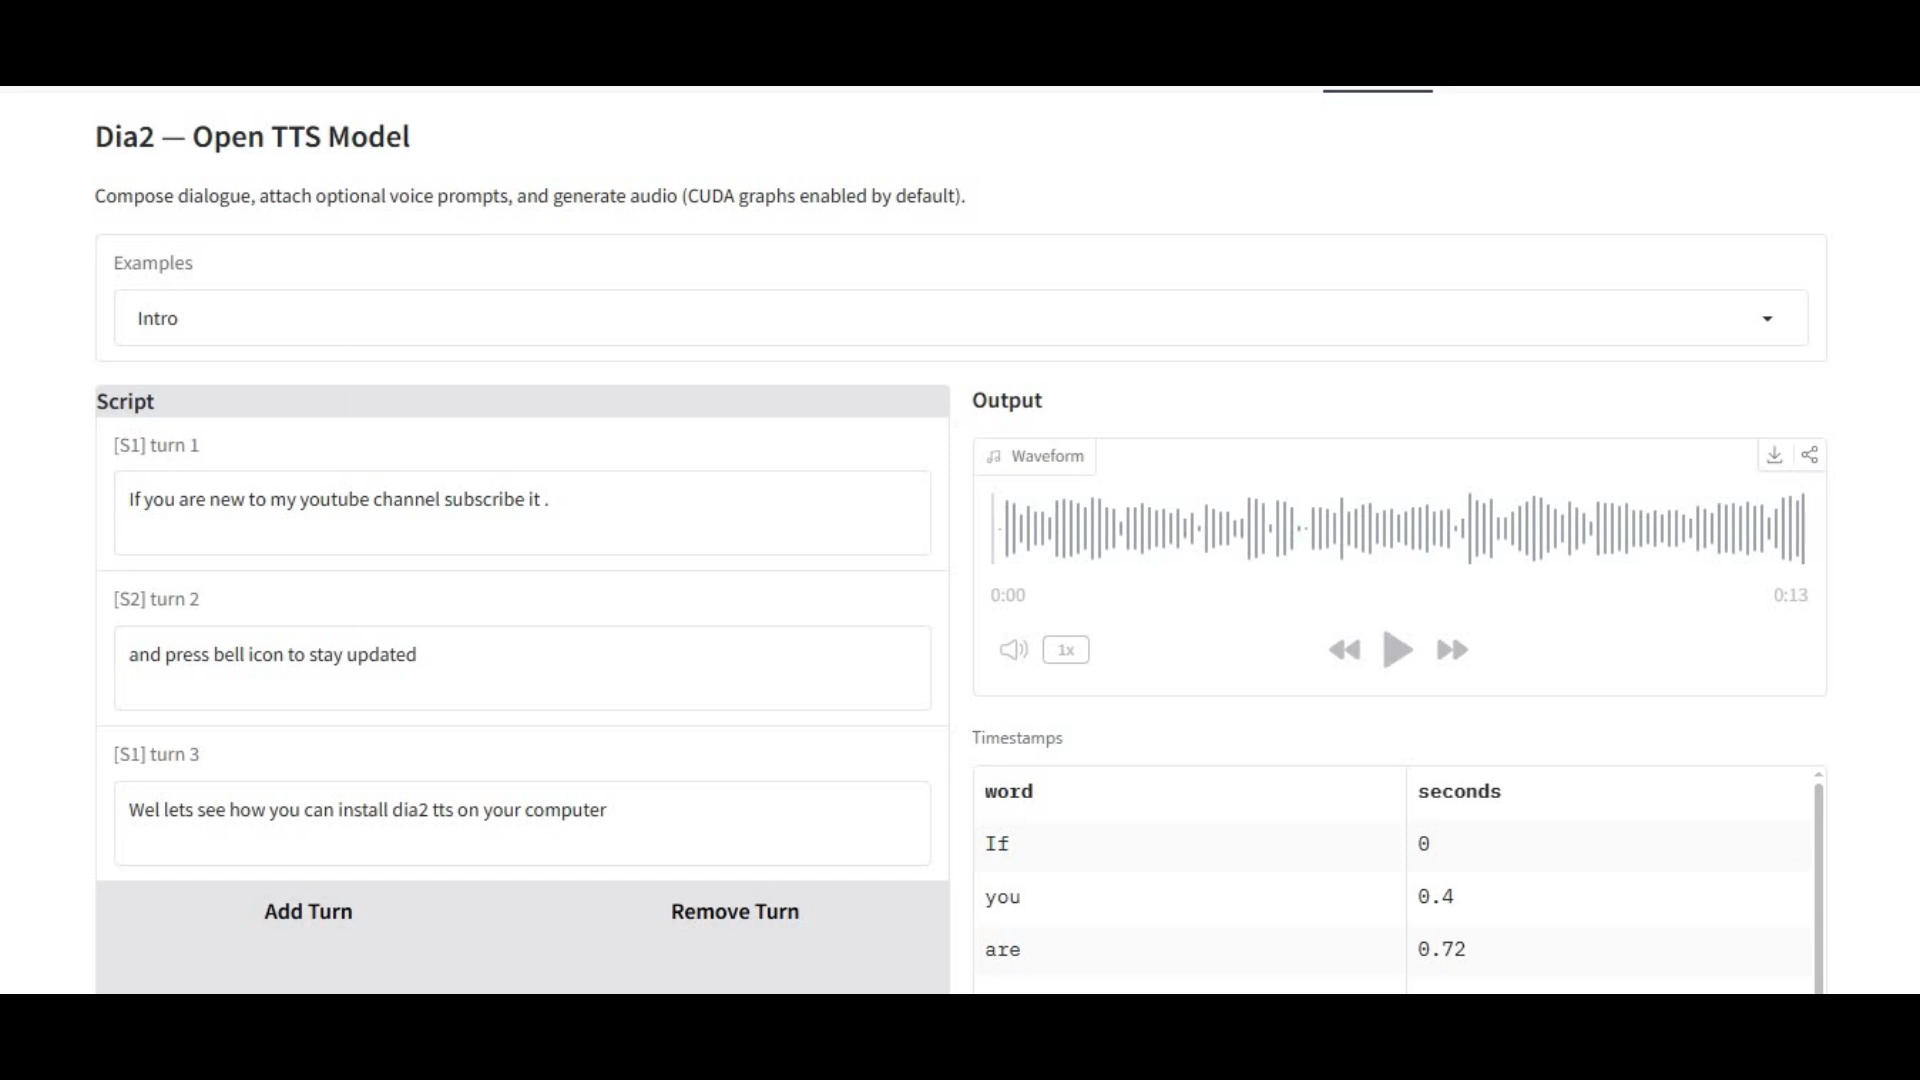 Dia2 — Open TTS Model
Compose dialogue, attach optional voice prompts, and generate audio (CUDA graphs enabled by default).
Examples
Intro
Script
[S1] turn 1
If you are new to my youtube channel subscribe it .
[S2] turn 2
and press bell icon to stay updated
[S1] turn 3
Wel lets see how you can install dia2 tts on your computer
Add Turn Remove Turn
Output
Waveform
0:00 0:13
1x
Timestamps
word seconds
If 0
you 0.4
are 0.72